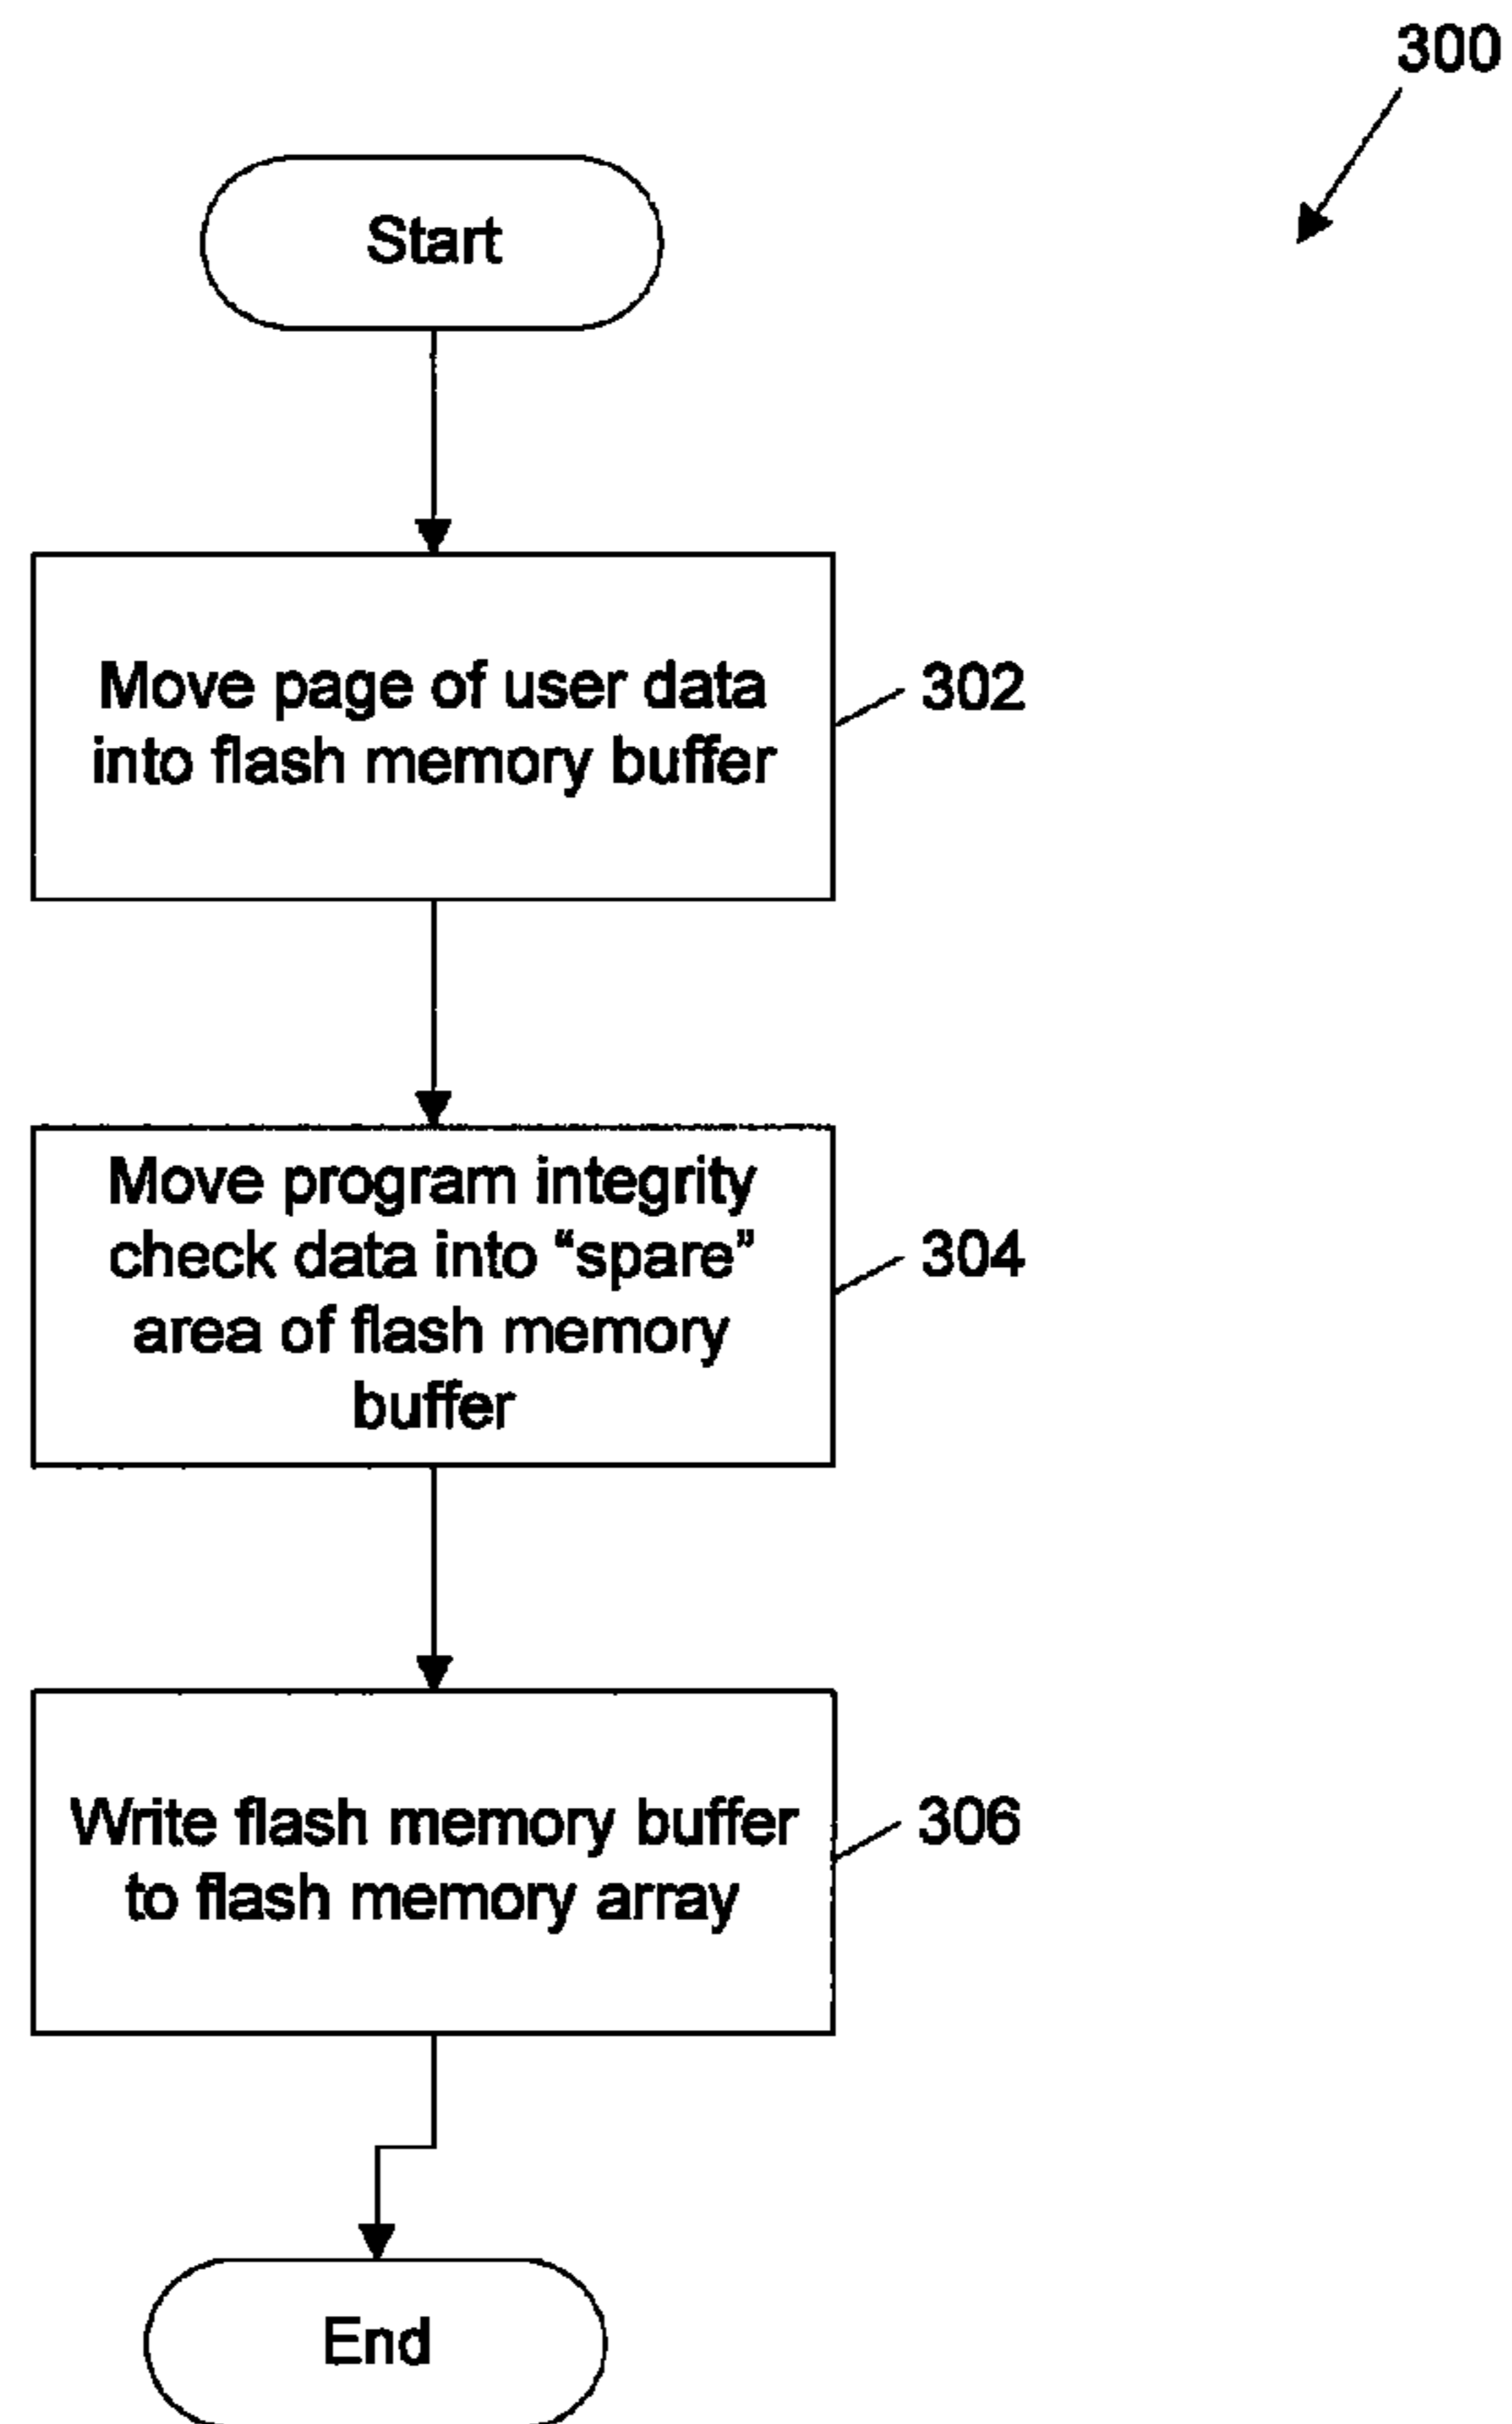 300
Start
Move page of user data
into flash memory buffer
302
Move program integrity
check data into “spare”
area of flash memory
buffer
304
Write flash memory buffer
to flash memory array
306
End